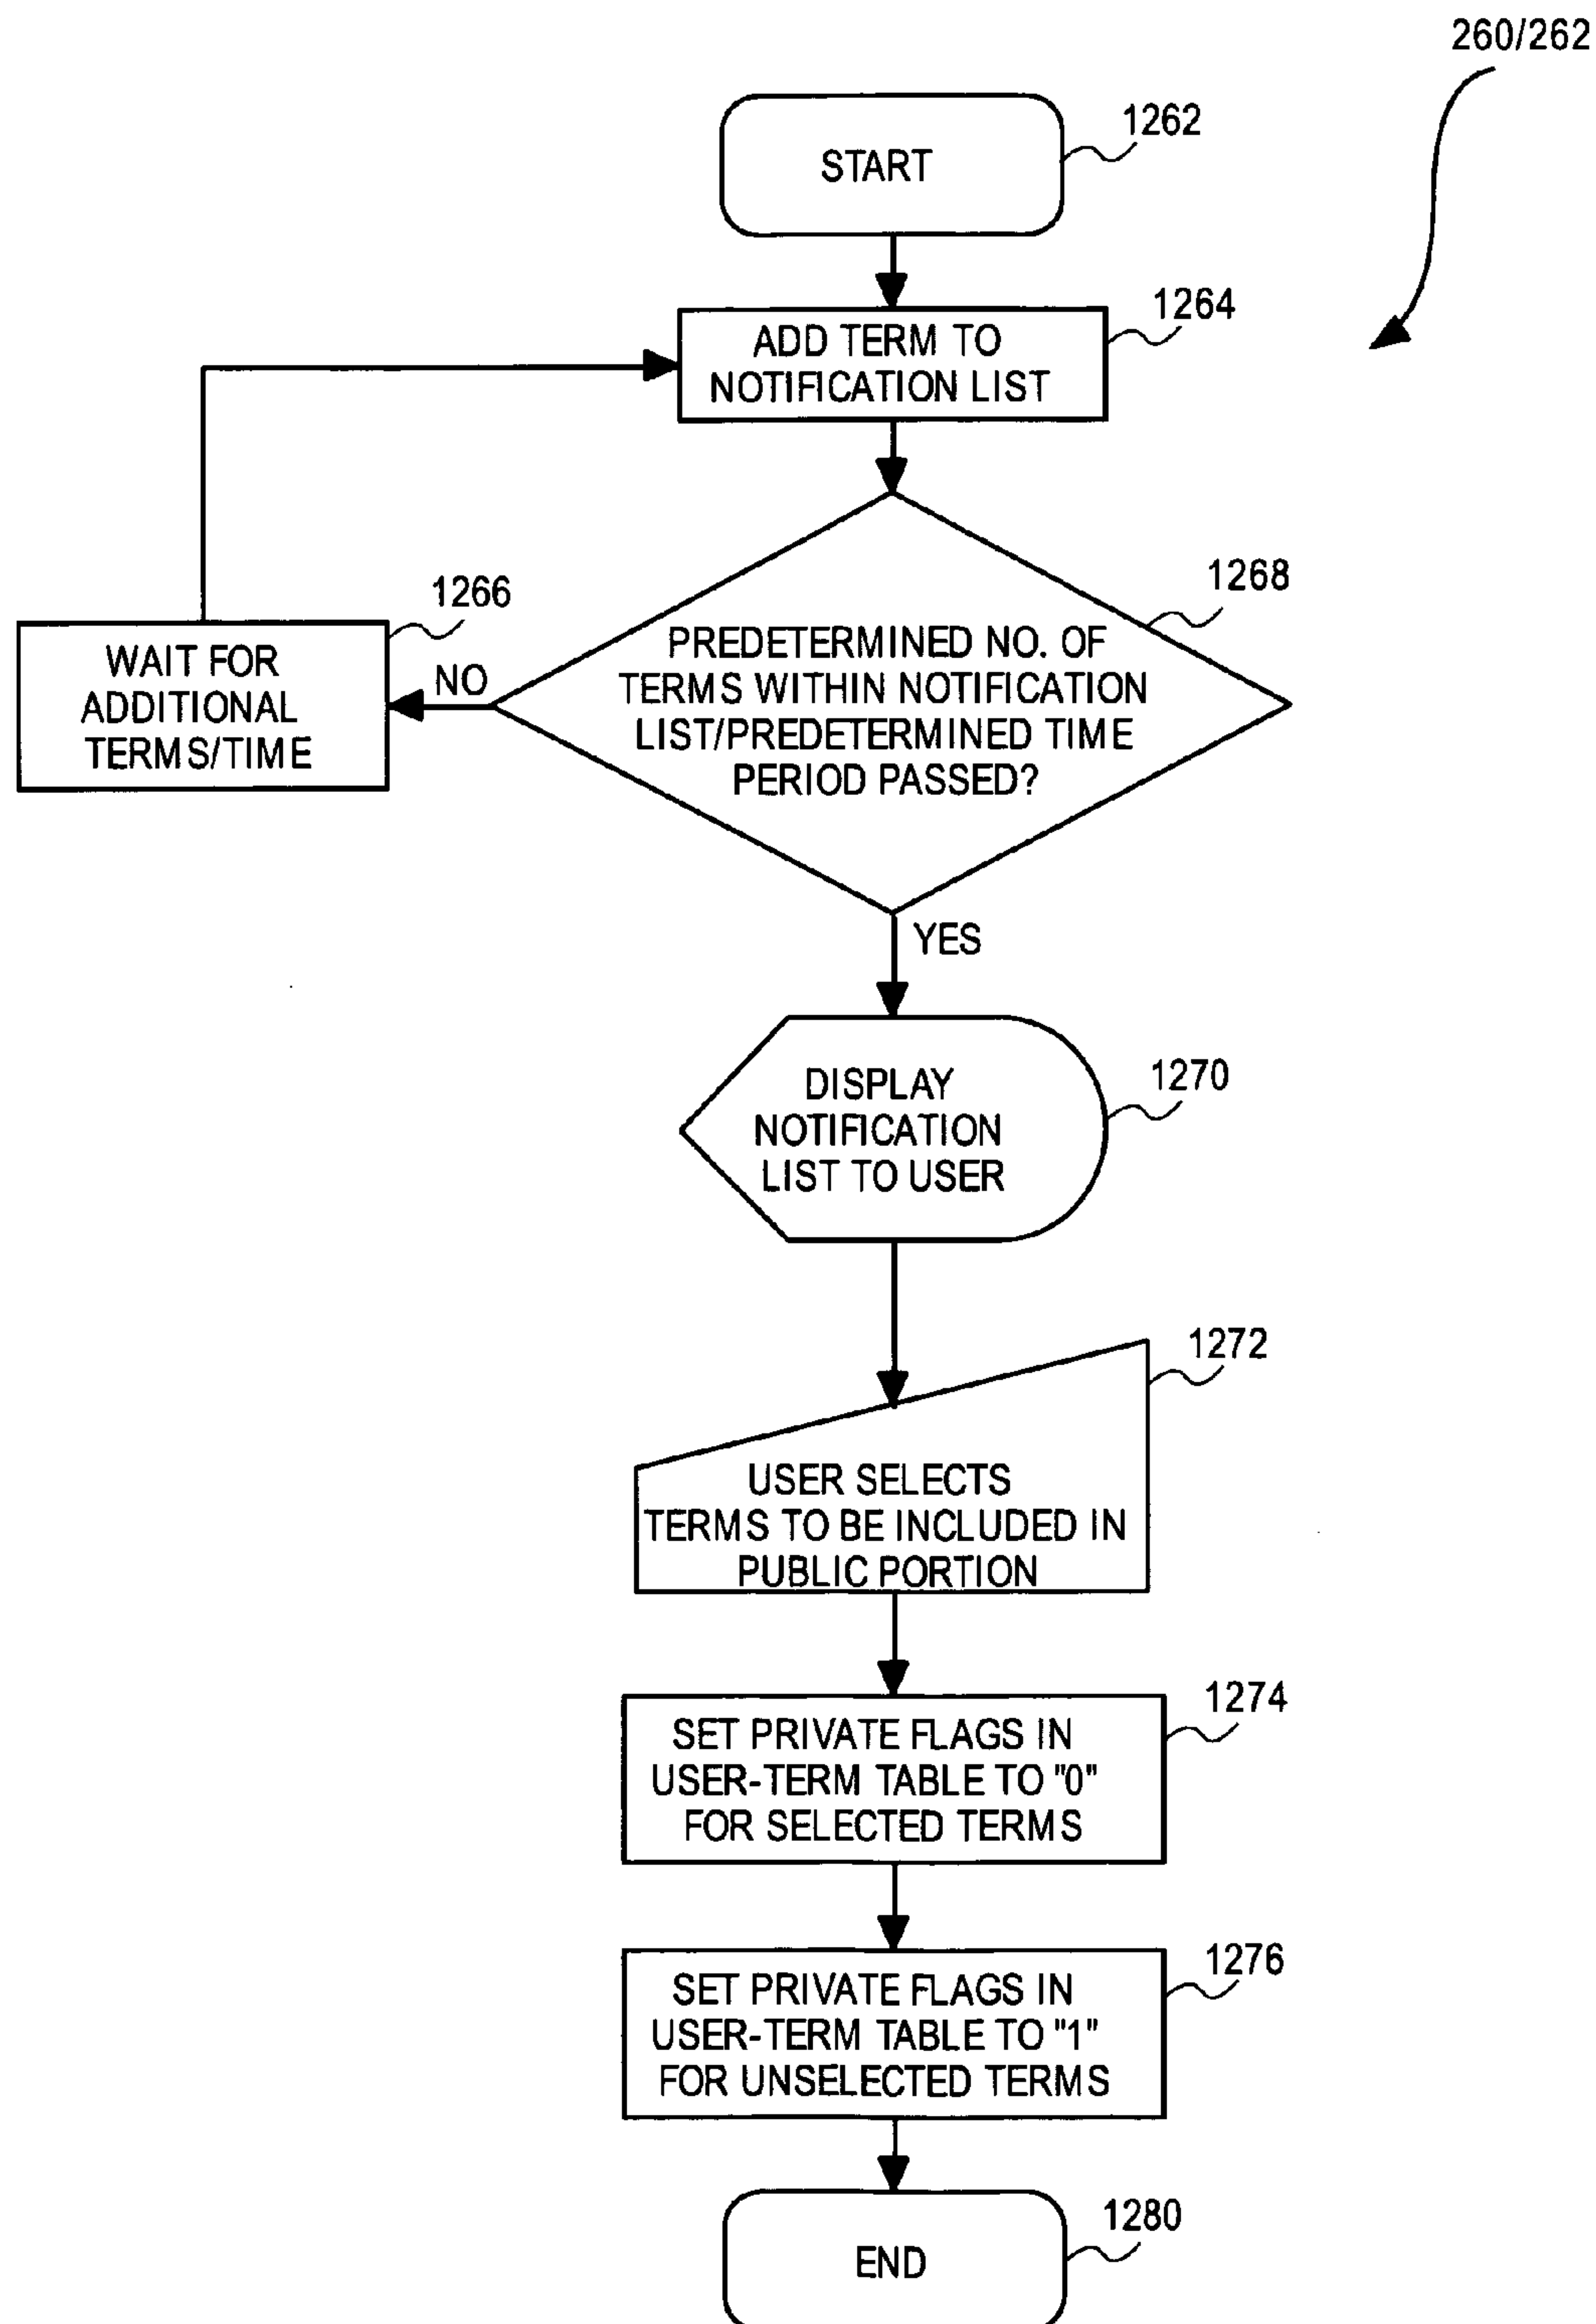 260/262
1262
START
1264
ADD TERM TO
NOTIFICATION LIST
1266
WAIT FOR
ADDITIONAL
TERMS/TIME
NO
1268
PREDETERMINED NO. OF
TERMS WITHIN NOTIFICATION
LIST/PREDETERMINED TIME
PERIOD PASSED?
YES
1270
DISPLAY
NOTIFICATION
LIST TO USER
1272
USER SELECTS
TERMS TO BE INCLUDED IN
PUBLIC PORTION
1274
SET PRIVATE FLAGS IN
USER-TERM TABLE TO "0"
FOR SELECTED TERMS
1276
SET PRIVATE FLAGS IN
USER-TERM TABLE TO "1"
FOR UNSELECTED TERMS
1280
END